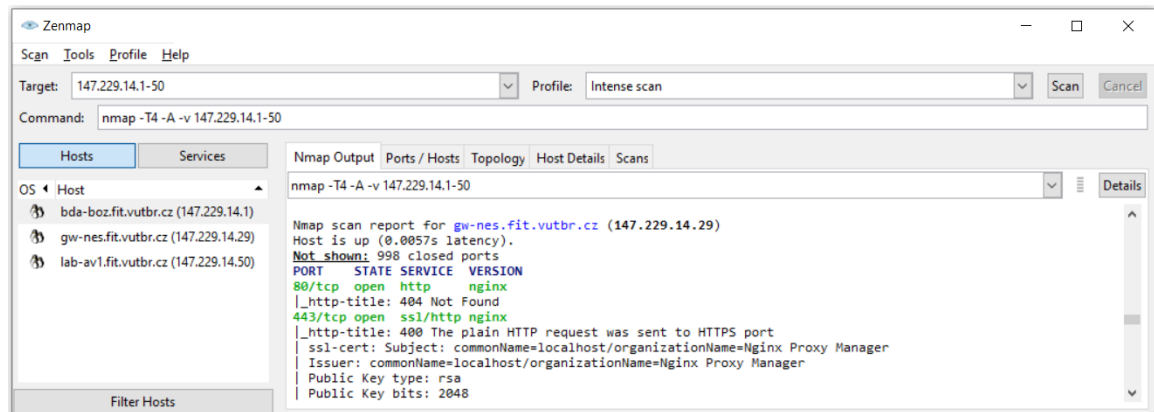 Zenmap
Scan Tools Profile Help
Target: 147.229.14.1-50 Profile: Intense scan Scan Cancel
Command: nmap -T4 -A -v 147.229.14.1-50
Hosts Services
OS Host
bda-boz.fit.vutbr.cz (147.229.14.1)
gw-nes.fit.vutbr.cz (147.229.14.29)
lab-av1.fit.vutbr.cz (147.229.14.50)
Filter Hosts
Nmap Output Ports / Hosts Topology Host Details Scans
nmap -T4 -A -v 147.229.14.1-50 Details
Nmap scan report for gw-nes.fit.vutbr.cz (147.229.14.29)
Host is up (0.0057s latency).
Not shown: 998 closed ports
PORT STATE SERVICE VERSION
80/tcp open http nginx
|_http-title: 404 Not Found
443/tcp open ssl/http nginx
|_http-title: 400 The plain HTTP request was sent to HTTPS port
| ssl-cert: Subject: commonName=localhost/organizationName=Nginx Proxy Manager
| Issuer: commonName=localhost/organizationName=Nginx Proxy Manager
| Public Key type: rsa
| Public Key bits: 2048